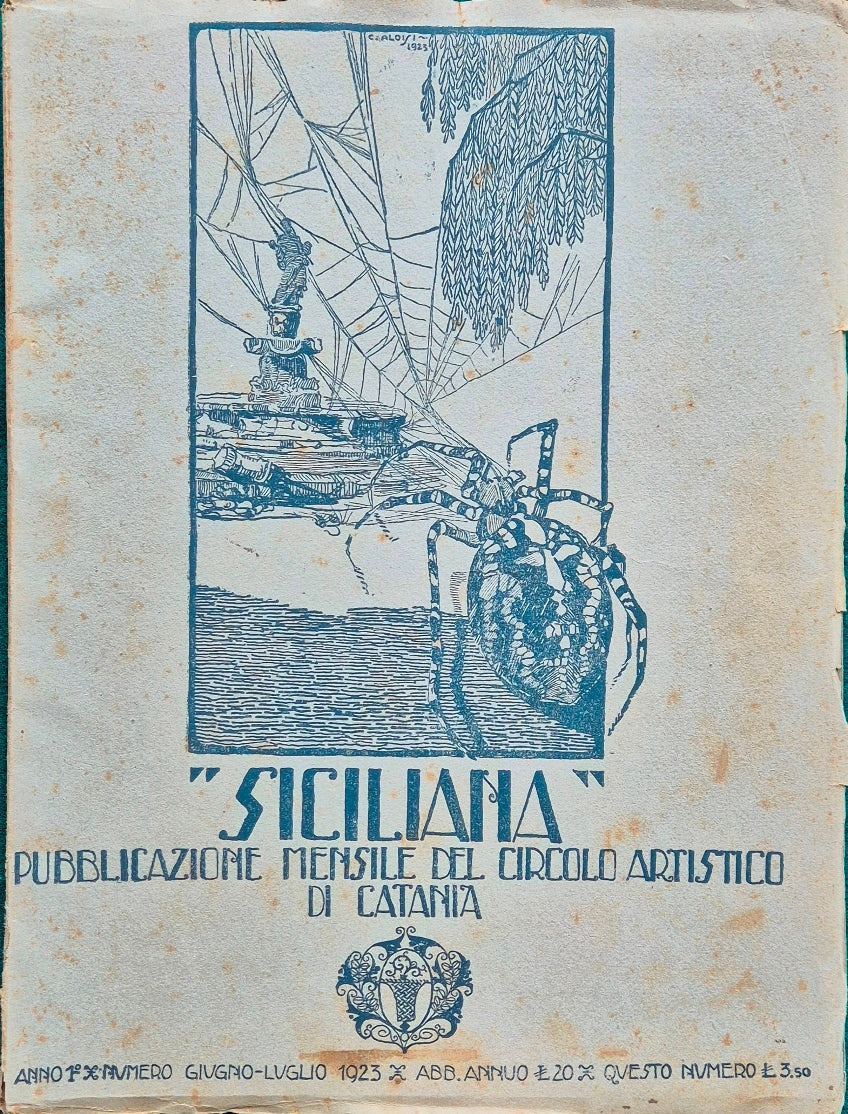 C. ALOISI
1923
"SICILIANA"
PUBBLICAZIONE MENSILE DEL CIRCOLO ARTISTICO
DI CATANIA
ANNO 1º NUMERO GIUGNO-LUGLIO 1923 ABB. ANNUO £ 20 QUESTO NUMERO £ 3.50